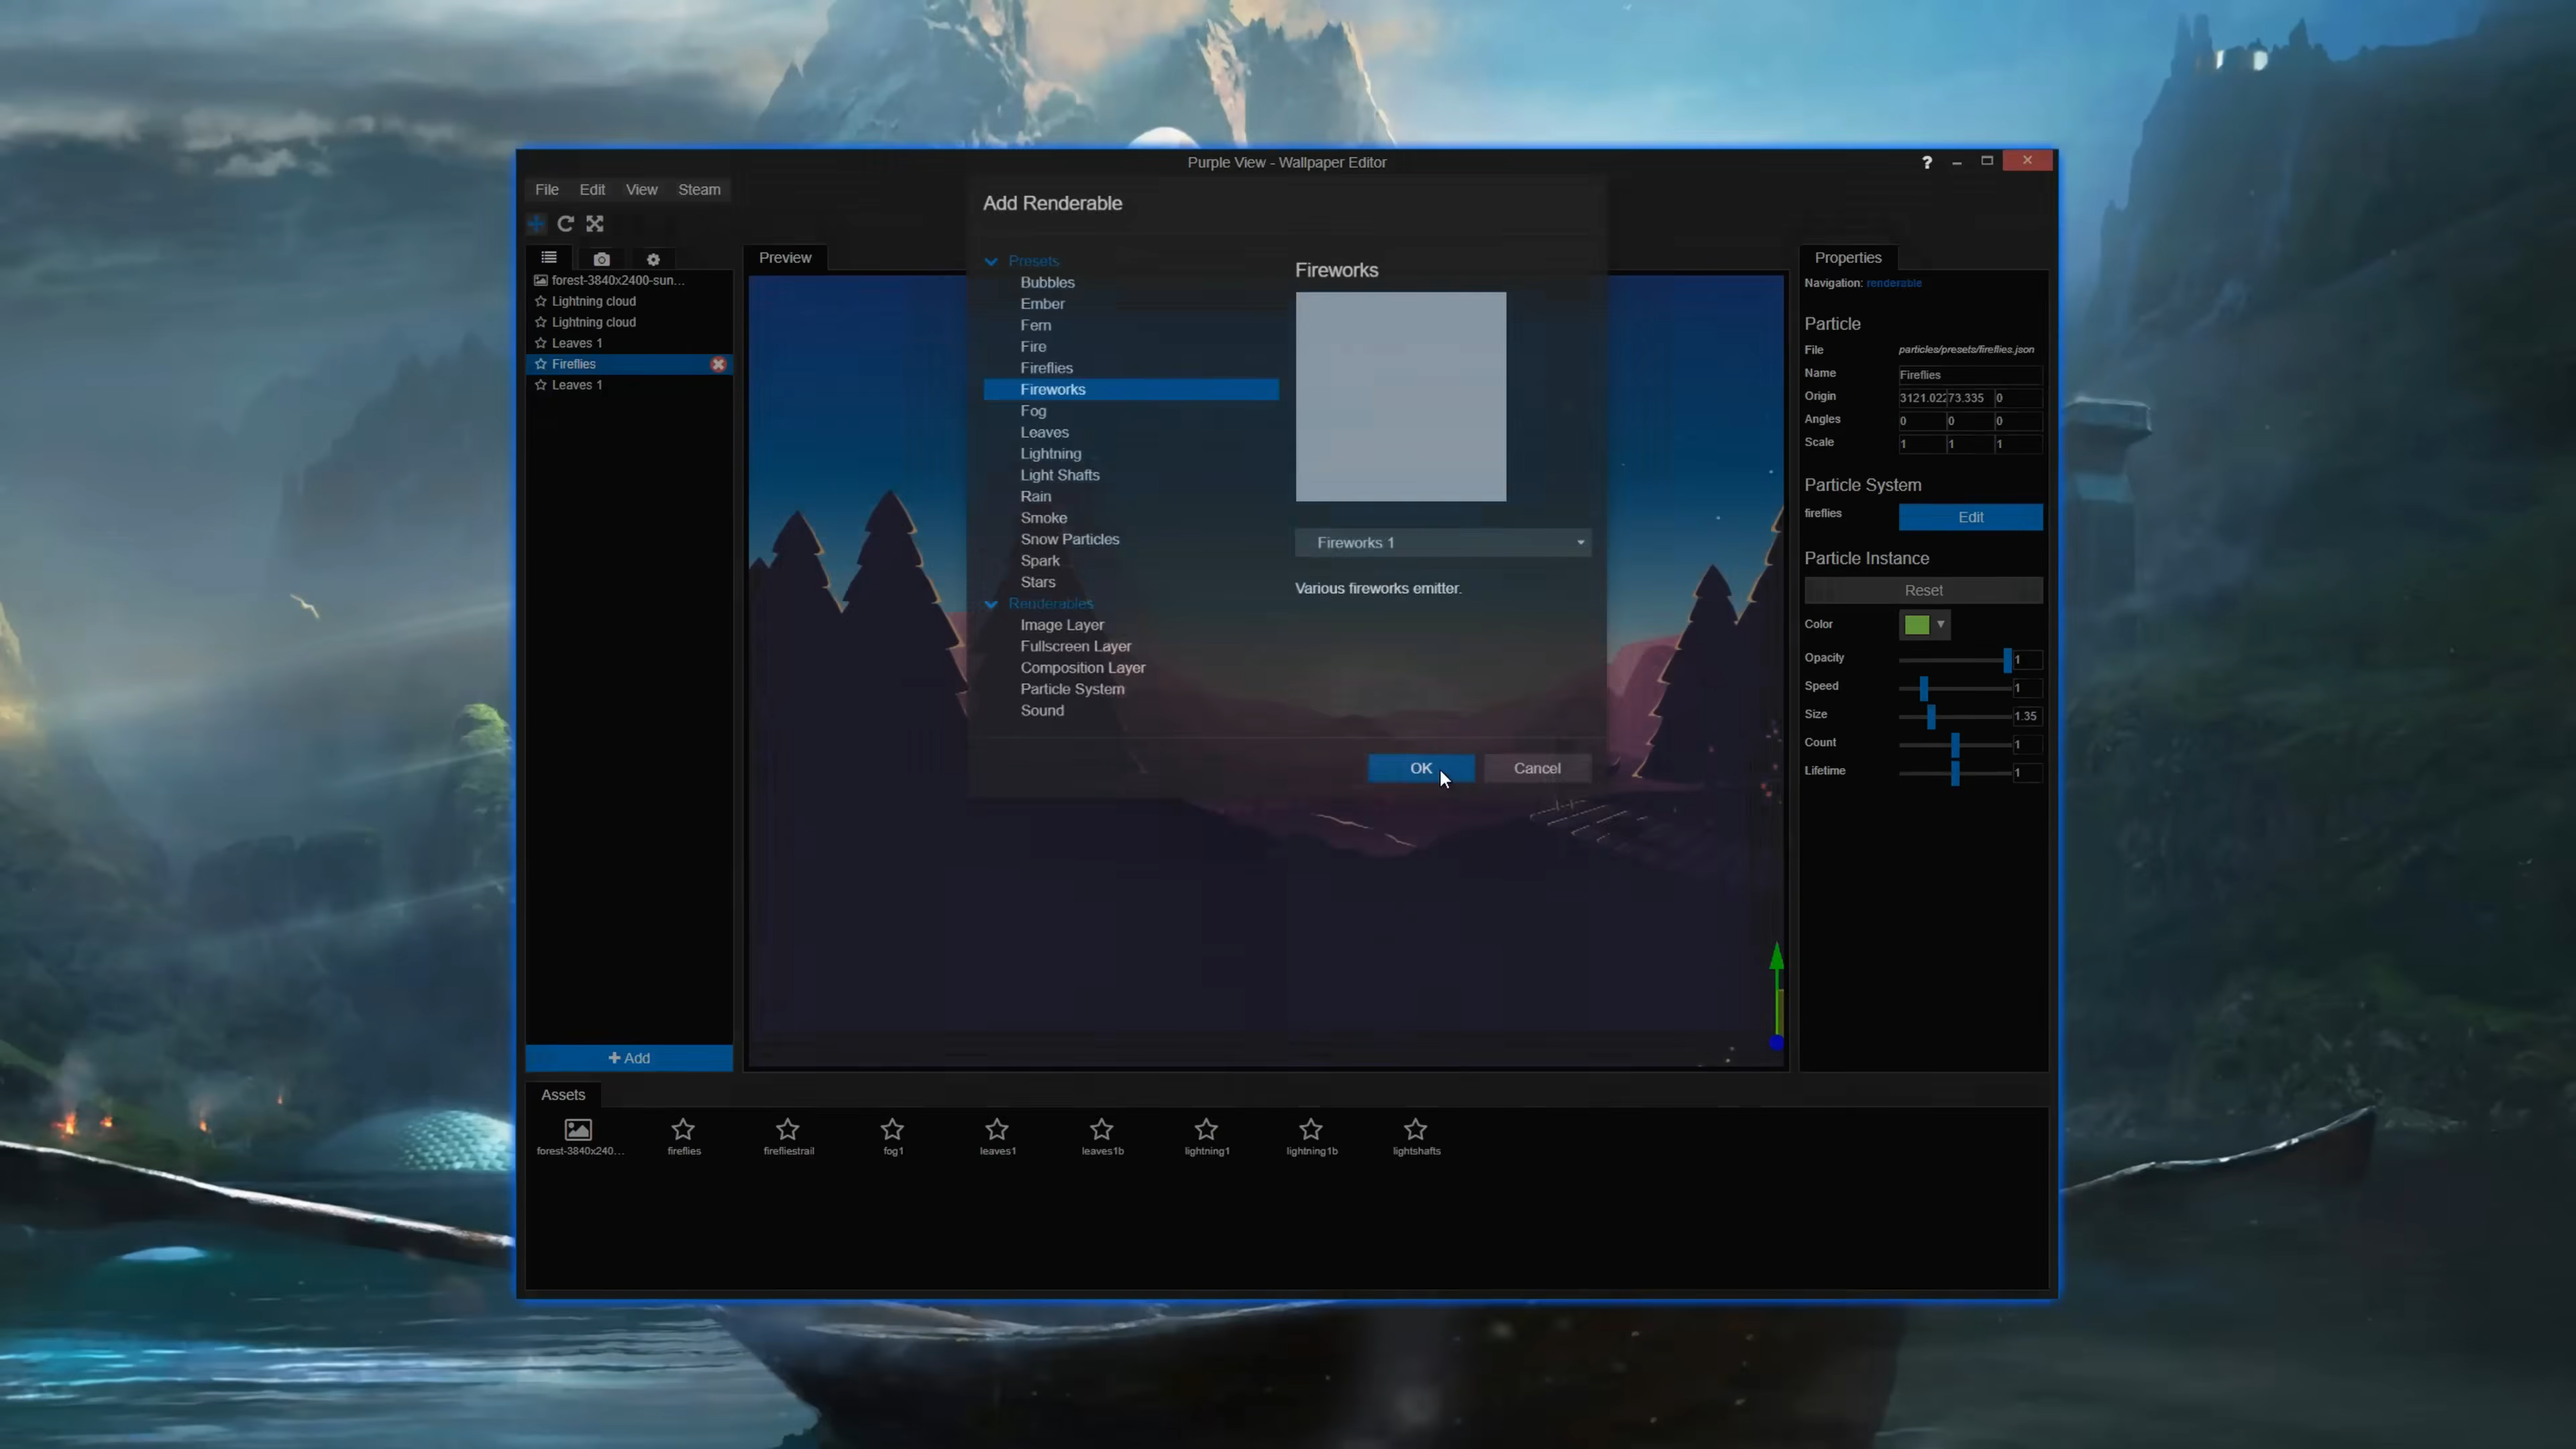 Purple View - Wallpaper Editor
?
File Edit View Steam
Add Renderable
Presets
Bubbles
Ember
Fern
Fire
Fireflies
Fireworks
Fog
Leaves
Lightning
Light Shafts
Rain
Smoke
Snow Particles
Spark
Stars
Renderables
Image Layer
Fullscreen Layer
Composition Layer
Particle System
Sound
Fireworks
Fireworks 1
Various fireworks emitter.
OK Cancel
forest-3840x2400-sun...
Lightning cloud
Lightning cloud
Leaves 1
Fireflies
Leaves 1
Add
Preview
Properties
Navigation: renderable
Particle
File particles/presets/fireflies.json
Name Fireflies
Origin 3121.022 73.335 0
Angles 0 0 0
Scale 1 1 1
Particle System
fireflies Edit
Particle Instance
Reset
Color
Opacity 1
Speed 1
Size 1.35
Count 1
Lifetime 1
Assets
forest-3840x240... fireflies firefliestrail fog1 leaves1 leaves1b lightning1 lightning1b lightshafts